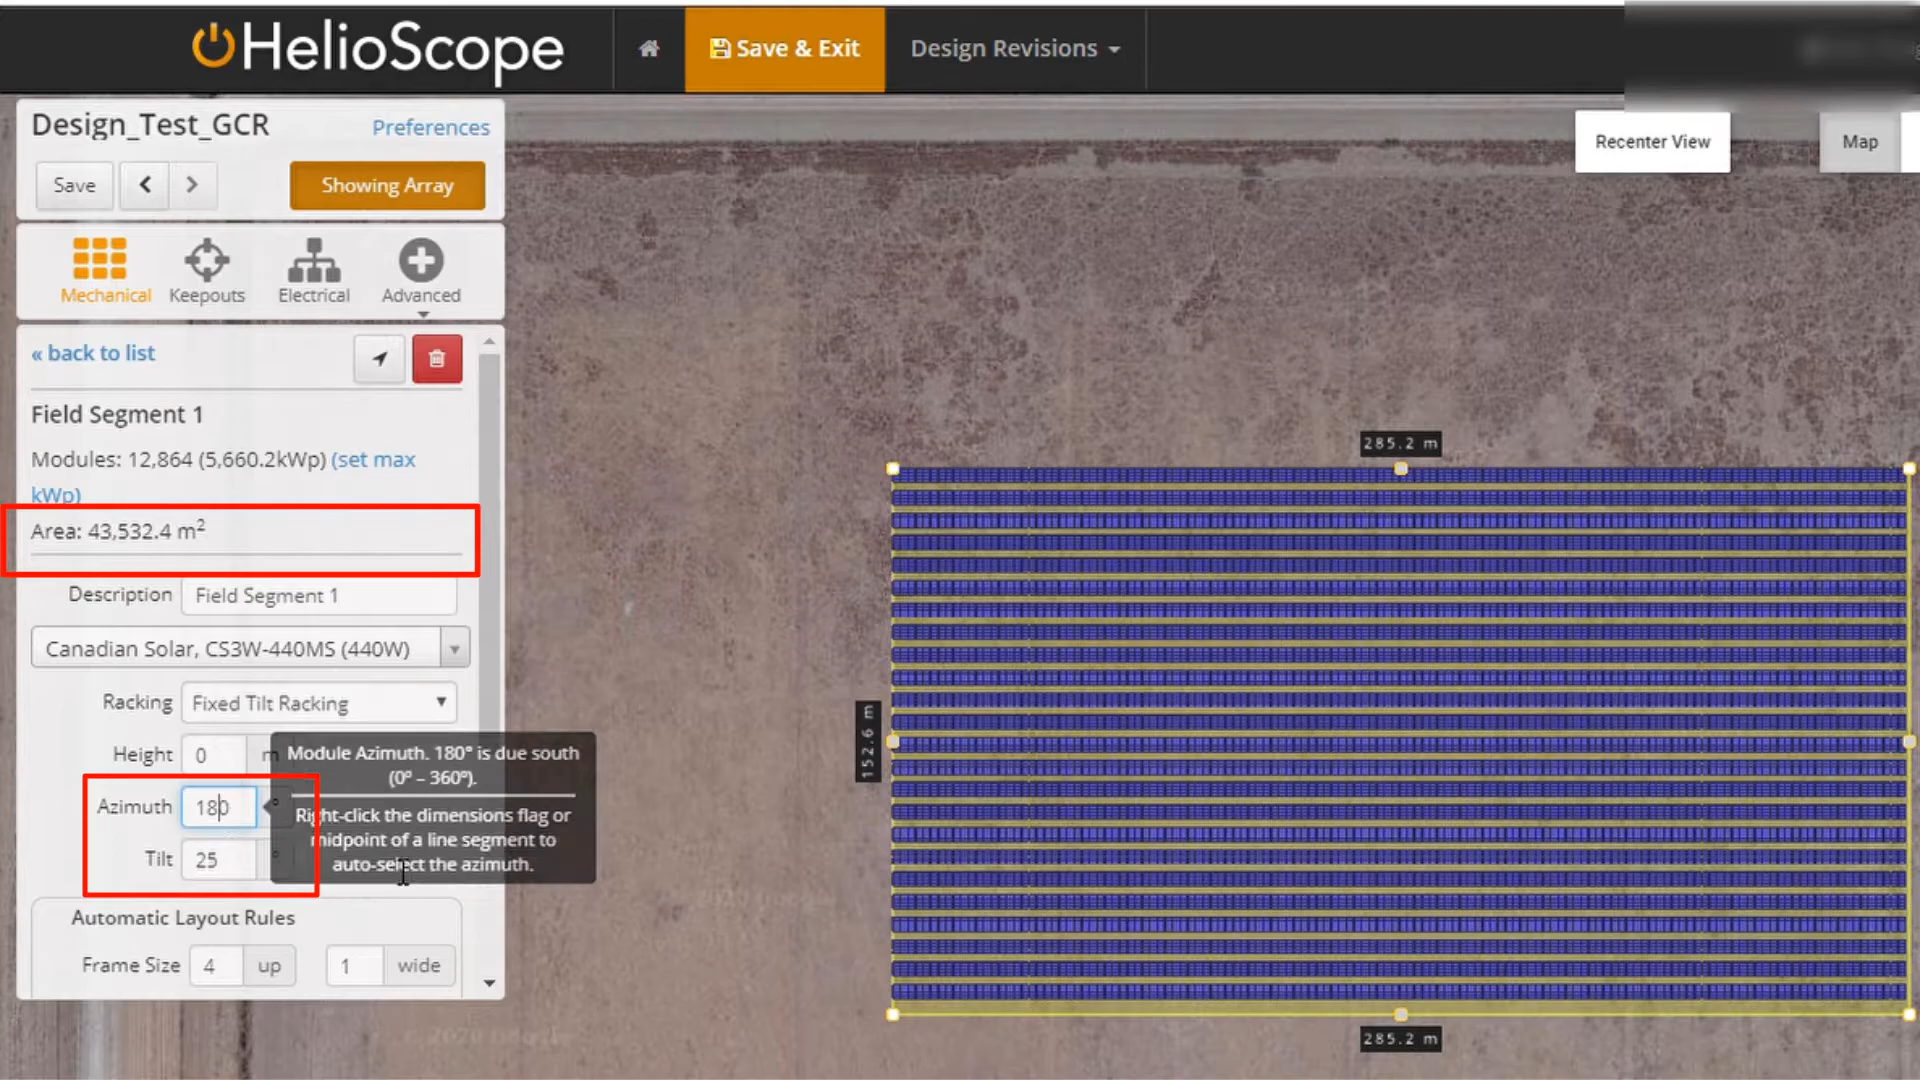 HelioScope
Save & Exit
Design Revisions
Design_Test_GCR
Preferences
Recenter View
Map
Save
Showing Array
Mechanical
Keepouts
Electrical
Advanced
« back to list
Field Segment 1
Modules: 12,864 (5,660.2kWp) (set max
kWp)
Area: 43,532.4 m²
Description
Field Segment 1
Canadian Solar, CS3W-440MS (440W)
Racking
Fixed Tilt Racking
Height
0
m
Module Azimuth. 180° is due south
(0º – 360º).
Azimuth
180
°
Right-click the dimensions flag or
midpoint of a line segment to
auto-select the azimuth.
Tilt
25
°
Automatic Layout Rules
Frame Size
4
up
1
wide
285.2 m
152.6 m
285.2 m